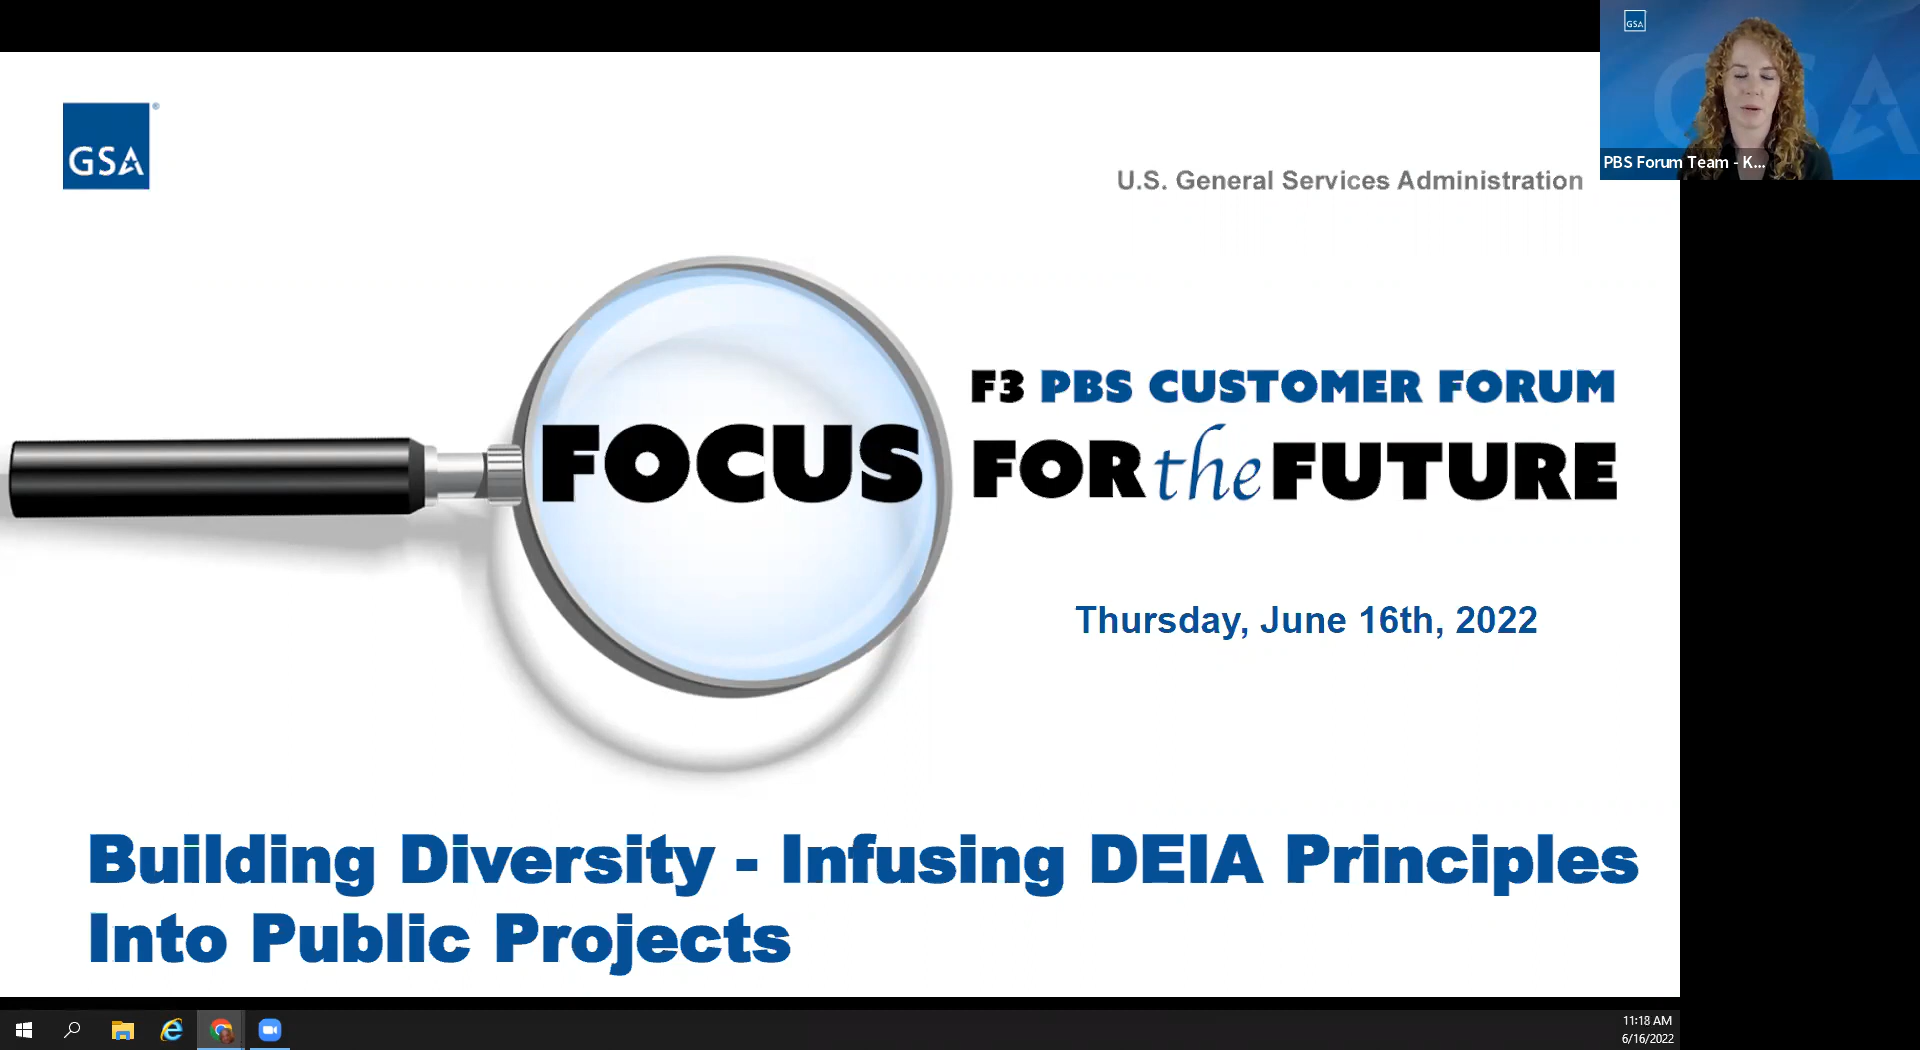 GSA
®
U.S. General Services Administration
GSA
PBS Forum Team - K...
F3 PBS CUSTOMER FORUM
FOCUS FOR the FUTURE
Thursday, June 16th, 2022
Building Diversity - Infusing DEIA Principles
Into Public Projects
11:18 AM
6/16/2022